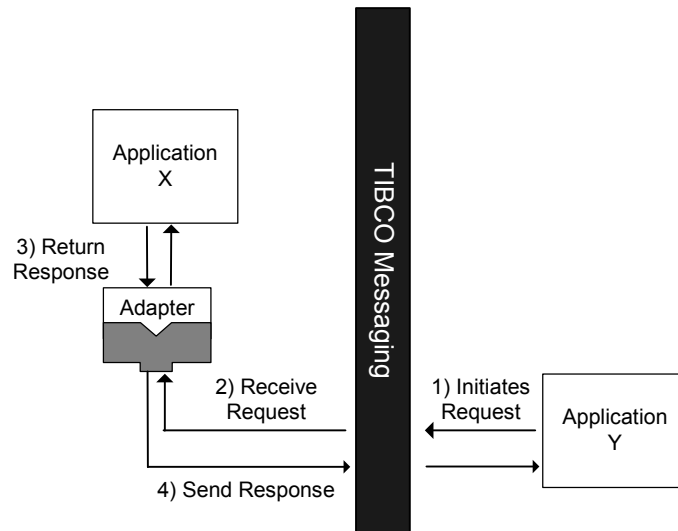 Application
X
3) Return
Response
Adapter
TIBCO Messaging
2) Receive
Request
1) Initiates
Request
Application
Y
4) Send Response